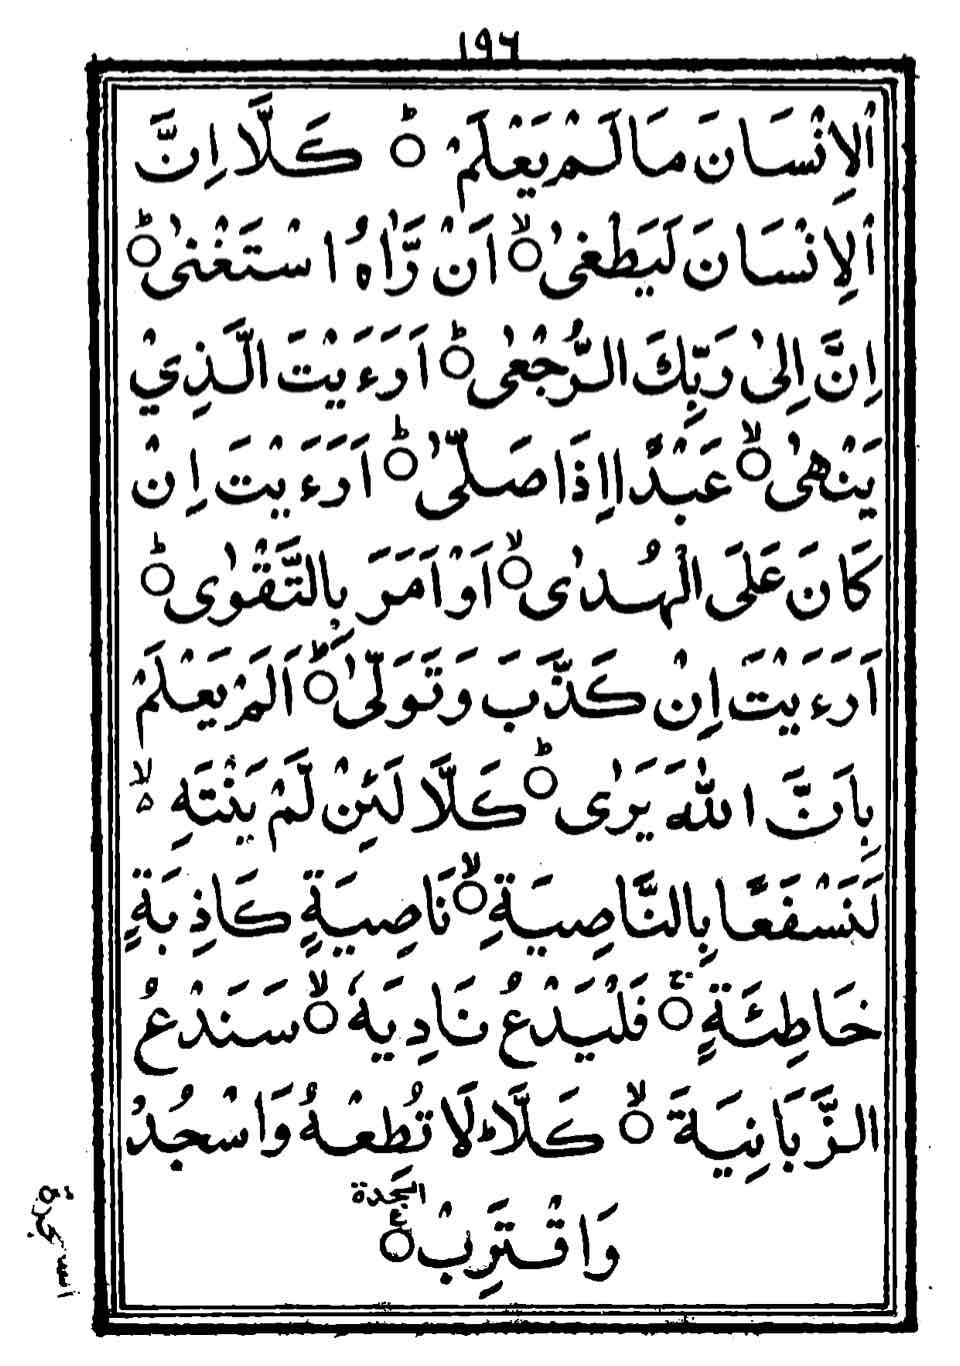 ١٩٦
الْاِنْسَانَ مَا لَمْ يَعْلَمْ ○ؕ كَلَّا اِنَّ
الْاِنْسَانَ لَيَطْغٰى ○ۙ اَنْ رَّاٰهُ اسْتَغْنٰى ○ؕ
اِنَّ اِلٰى رَبِّكَ الرُّجْعٰى ○ؕ اَرَءَيْتَ الَّذِيْ
يَنْهٰى ○ۙ عَبْدًا اِذَا صَلّٰى ○ؕ اَرَءَيْتَ اِنْ
كَانَ عَلَى الْهُدٰى ○ۙ اَوْ اَمَرَ بِالتَّقْوٰى ○ؕ
اَرَءَيْتَ اِنْ كَذَّبَ وَتَوَلّٰى ○ؕ اَلَمْ يَعْلَمْ
بِاَنَّ اللّٰهَ يَرٰى ○ؕ كَلَّا لَئِنْ لَّمْ يَنْتَهِ ۙ۬
لَنَسْفَعًا بِالنَّاصِيَةِ ○ۙ نَاصِيَةٍ كَاذِبَةٍ
خَاطِئَةٍ ○ۚ فَلْيَدْعُ نَادِيَهٗ ○ۙ سَنَدْعُ
الزَّبَانِيَةَ ○ۙ كَلَّاؕ لَا تُطِعْهُ وَاسْجُدْ
السجدة
وَاقْتَرِبْ ○
السجدة